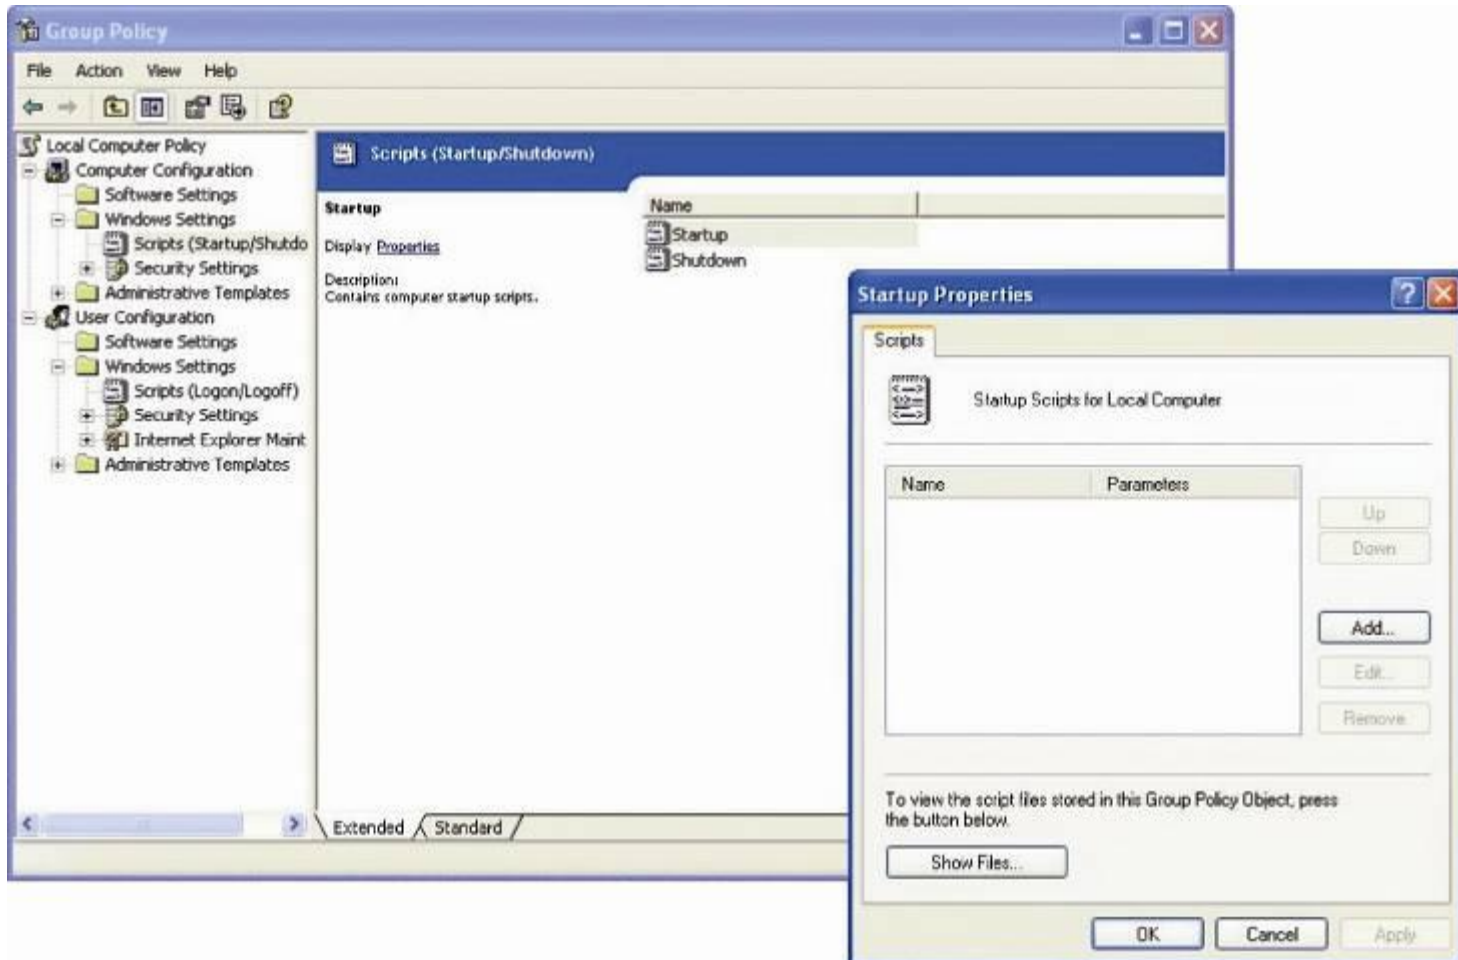 Group Policy
File Action View Help
Local Computer Policy
Computer Configuration
Software Settings
Windows Settings
Scripts (Startup/Shutdo
Security Settings
Administrative Templates
User Configuration
Software Settings
Windows Settings
Scripts (Logon/Logoff)
Security Settings
Internet Explorer Maint
Administrative Templates
Scripts (Startup/Shutdown)
Startup
Display Properties
Description:
Contains computer startup scripts.
Name
Startup
Shutdown
Extended Standard
Startup Properties
Scripts
Startup Scripts for Local Computer
Name Parameters
Up
Down
Add...
Edit...
Remove
To view the script files stored in this Group Policy Object, press
the button below.
Show Files...
OK Cancel Apply